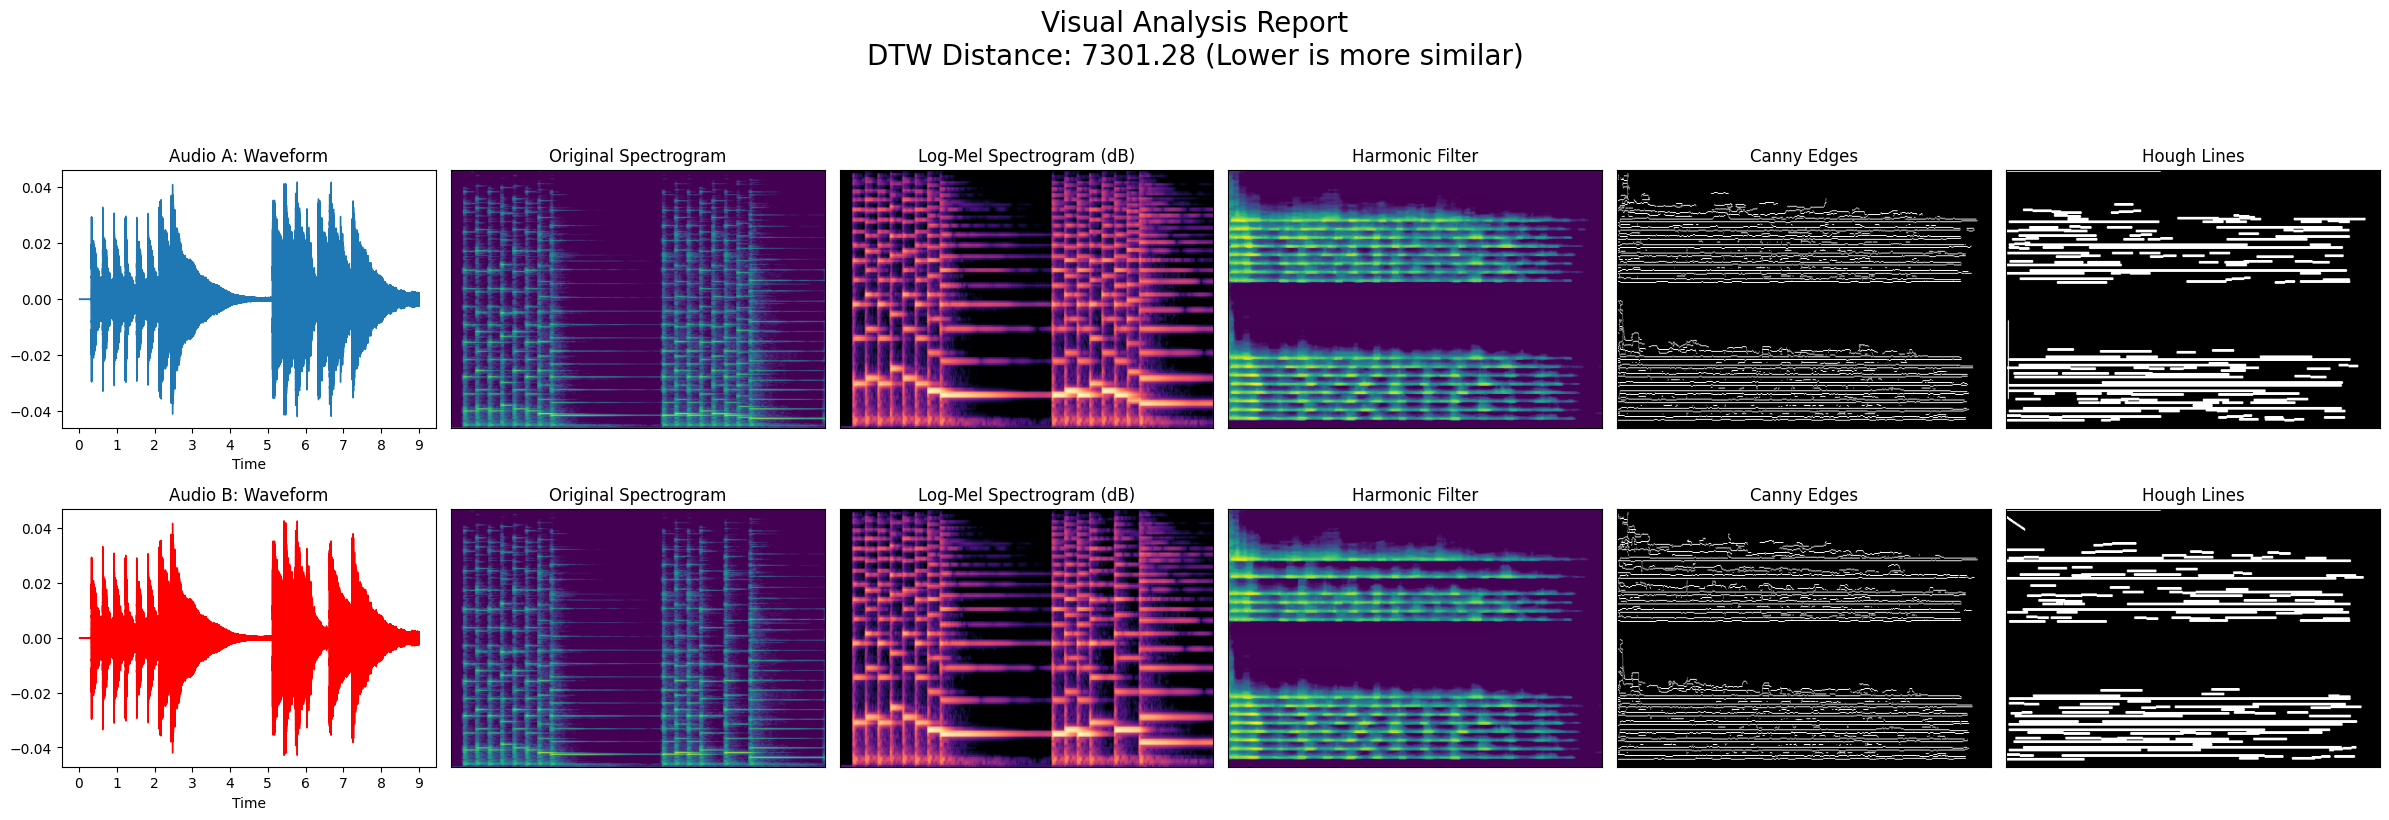 Visual Analysis Report
DTW Distance: 7301.28 (Lower is more similar)
Audio A: Waveform
Original Spectrogram
Log-Mel Spectrogram (dB)
Harmonic Filter
Canny Edges
Hough Lines
0.04
0.02
0.00
−0.02
−0.04
0 1 2 3 4 5 6 7 8 9
Time
Audio B: Waveform
Original Spectrogram
Log-Mel Spectrogram (dB)
Harmonic Filter
Canny Edges
Hough Lines
0.04
0.02
0.00
−0.02
−0.04
0 1 2 3 4 5 6 7 8 9
Time